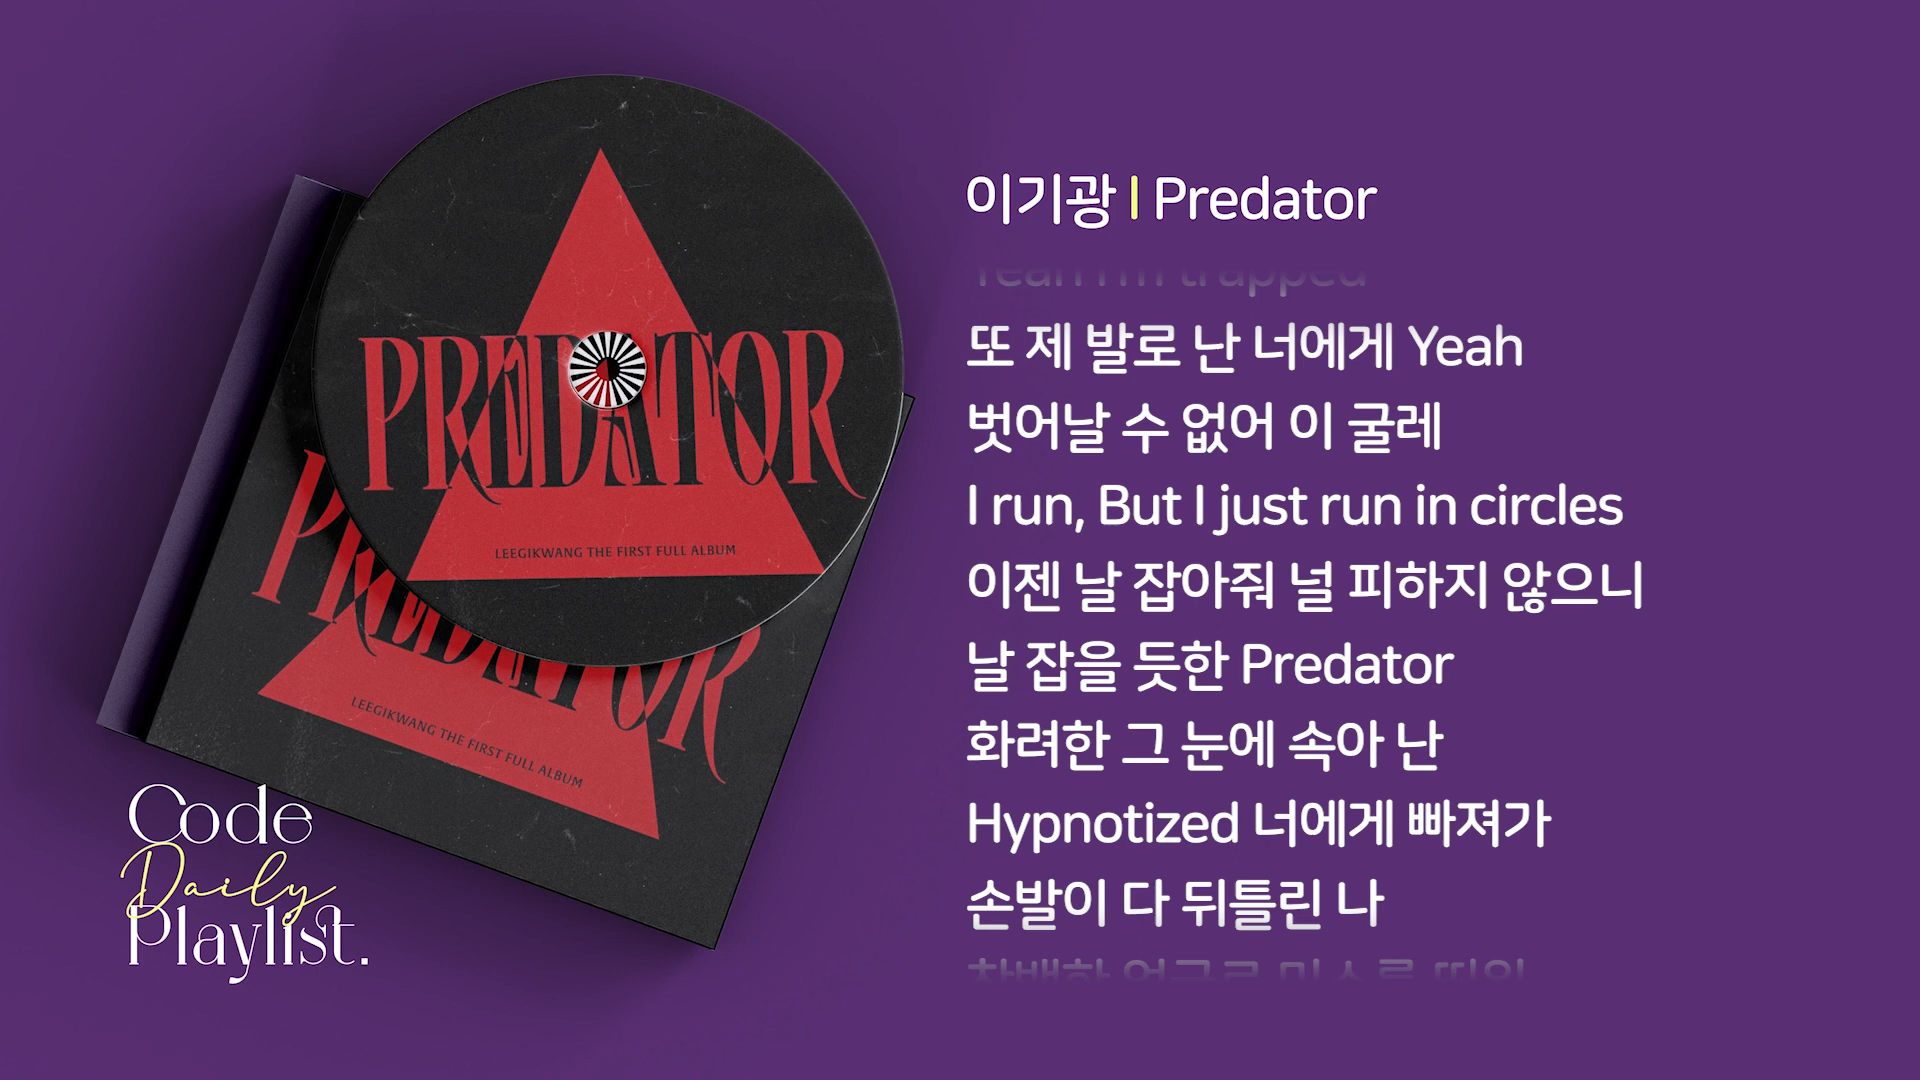 이기광 | Predator
Yeah I'm trapped
또 제 발로 난 너에게 Yeah
벗어날 수 없어 이 굴레
I run, But I just run in circles
이젠 날 잡아줘 널 피하지 않으니
날 잡을 듯한 Predator
화려한 그 눈에 속아 난
Hypnotized 너에게 빠져가
손발이 다 뒤틀린 나
PREDATOR
LEEGIKWANG THE FIRST FULL ALBUM
PREDATOR
LEEGIKWANG THE FIRST FULL ALBUM
Code
Daily
Playlist.